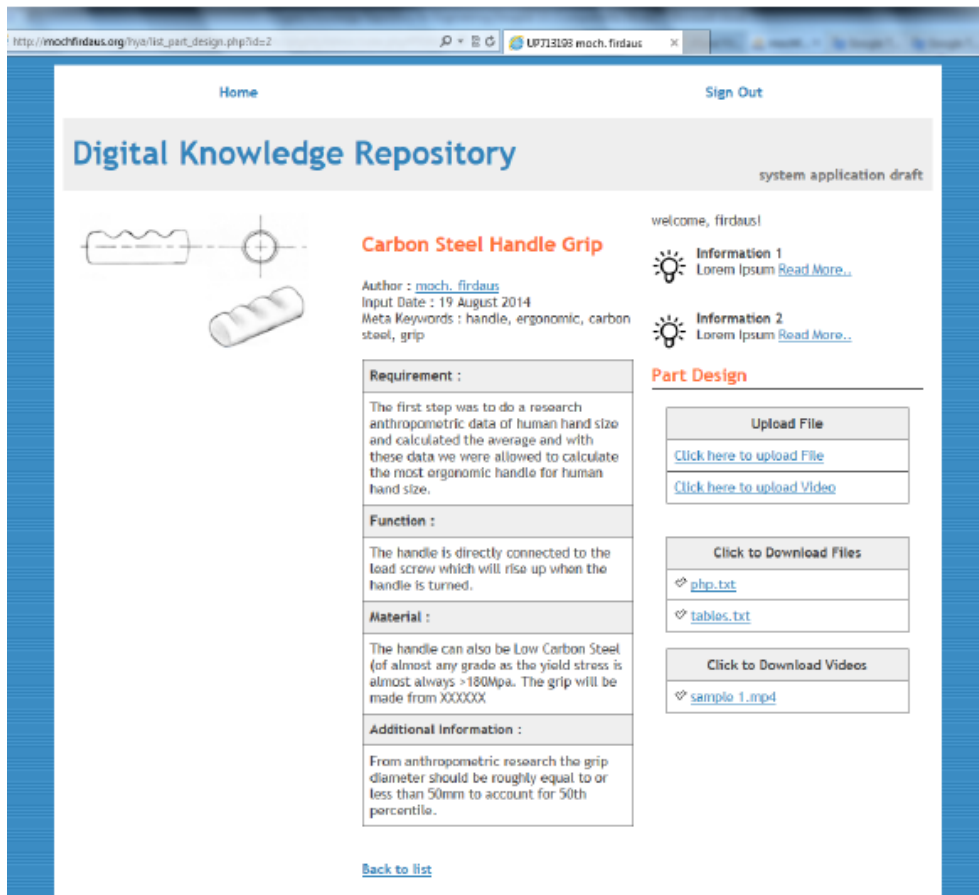 http://mochfirdaus.org/hya/list_part_design.php?id=2
UP713193 moch. firdaus
Home
Sign Out
Digital Knowledge Repository
system application draft
welcome, firdaus!
Information 1
Lorem Ipsum Read More..
Information 2
Lorem Ipsum Read More..
Carbon Steel Handle Grip
Author : moch. firdaus
Input Date : 19 August 2014
Meta Keywords : handle, ergonomic, carbon
steel, grip
Requirement :
The first step was to do a research
anthropometric data of human hand size
and calculated the average and with
these data we were allowed to calculate
the most ergonomic handle for human
hand size.
Function :
The handle is directly connected to the
lead screw which will rise up when the
handle is turned.
Material :
The handle can also be Low Carbon Steel
(of almost any grade as the yield stress is
almost always >180Mpa. The grip will be
made from XXXXXX
Additional Information :
From anthropometric research the grip
diameter should be roughly equal to or
less than 50mm to account for 50th
percentile.
Back to list
Part Design
Upload File
Click here to upload File
Click here to upload Video
Click to Download Files
php.txt
tables.txt
Click to Download Videos
sample 1.mp4